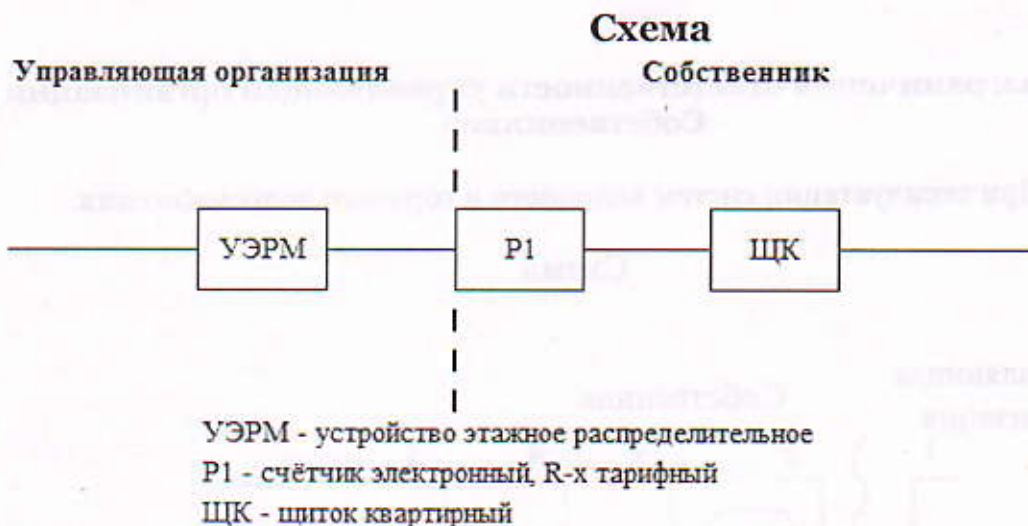 Схема
Управляющая организация Собственник
УЭРМ Р1 ЩК
УЭРМ - устройство этажное распределительное
Р1 - счётчик электронный, R-х тарифный
ЩК - щиток квартирный